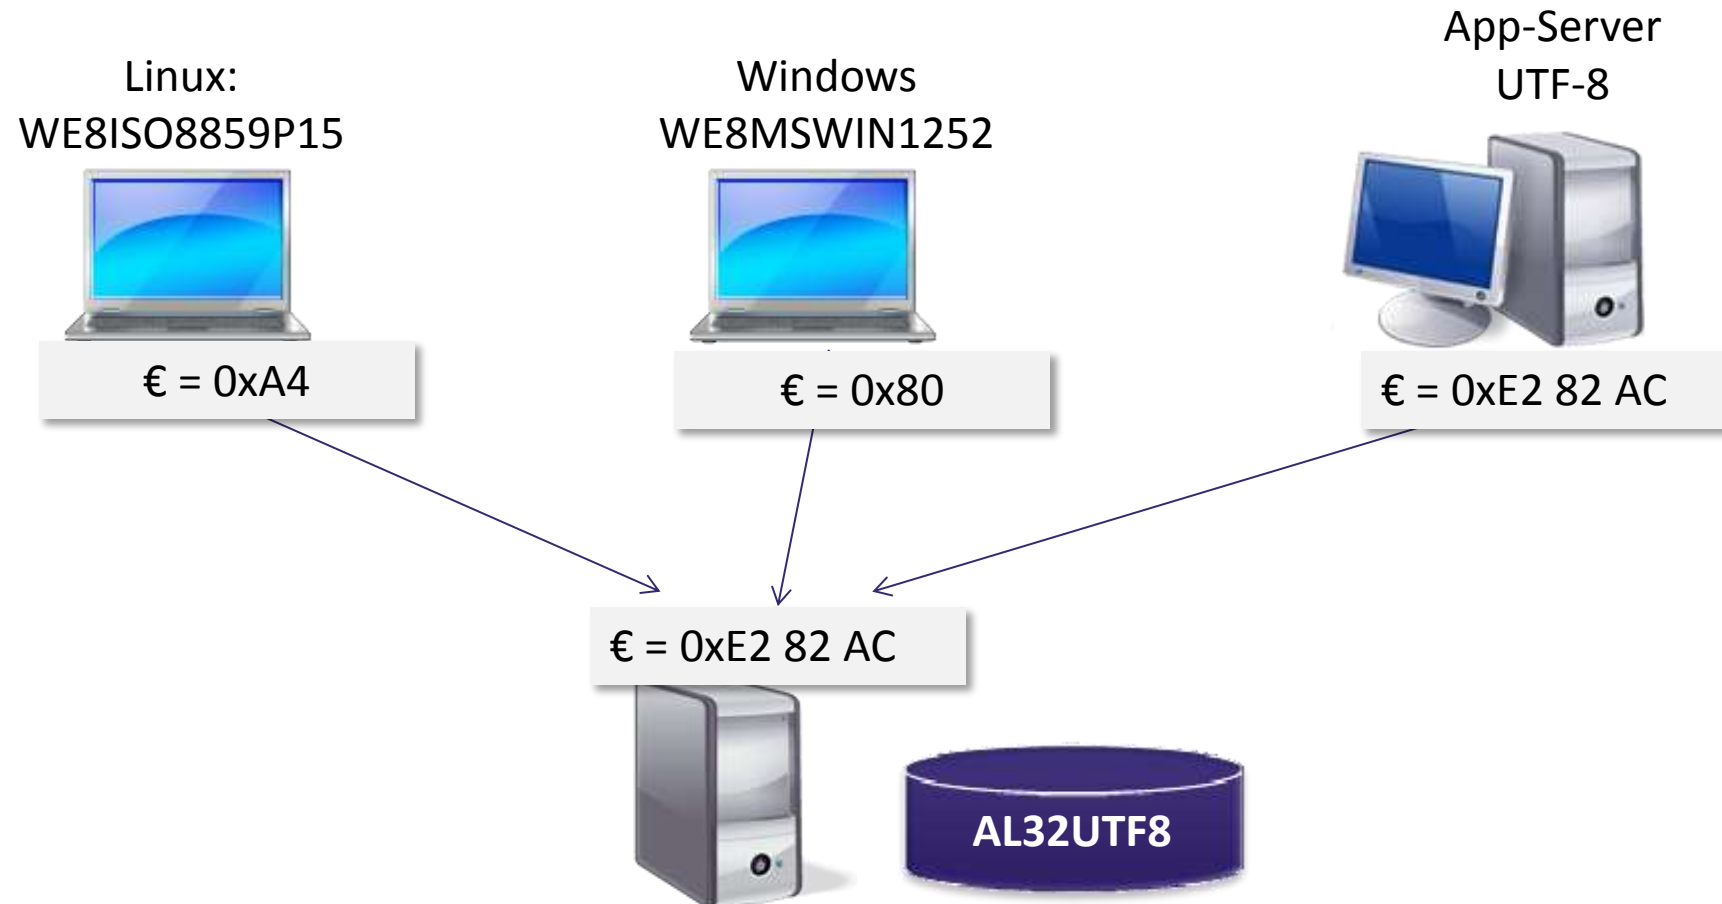 Linux:
WE8ISO8859P15
Windows
WE8MSWIN1252
App-Server
UTF-8
€ = 0xA4
€ = 0x80
€ = 0xE2 82 AC
€ = 0xE2 82 AC
AL32UTF8